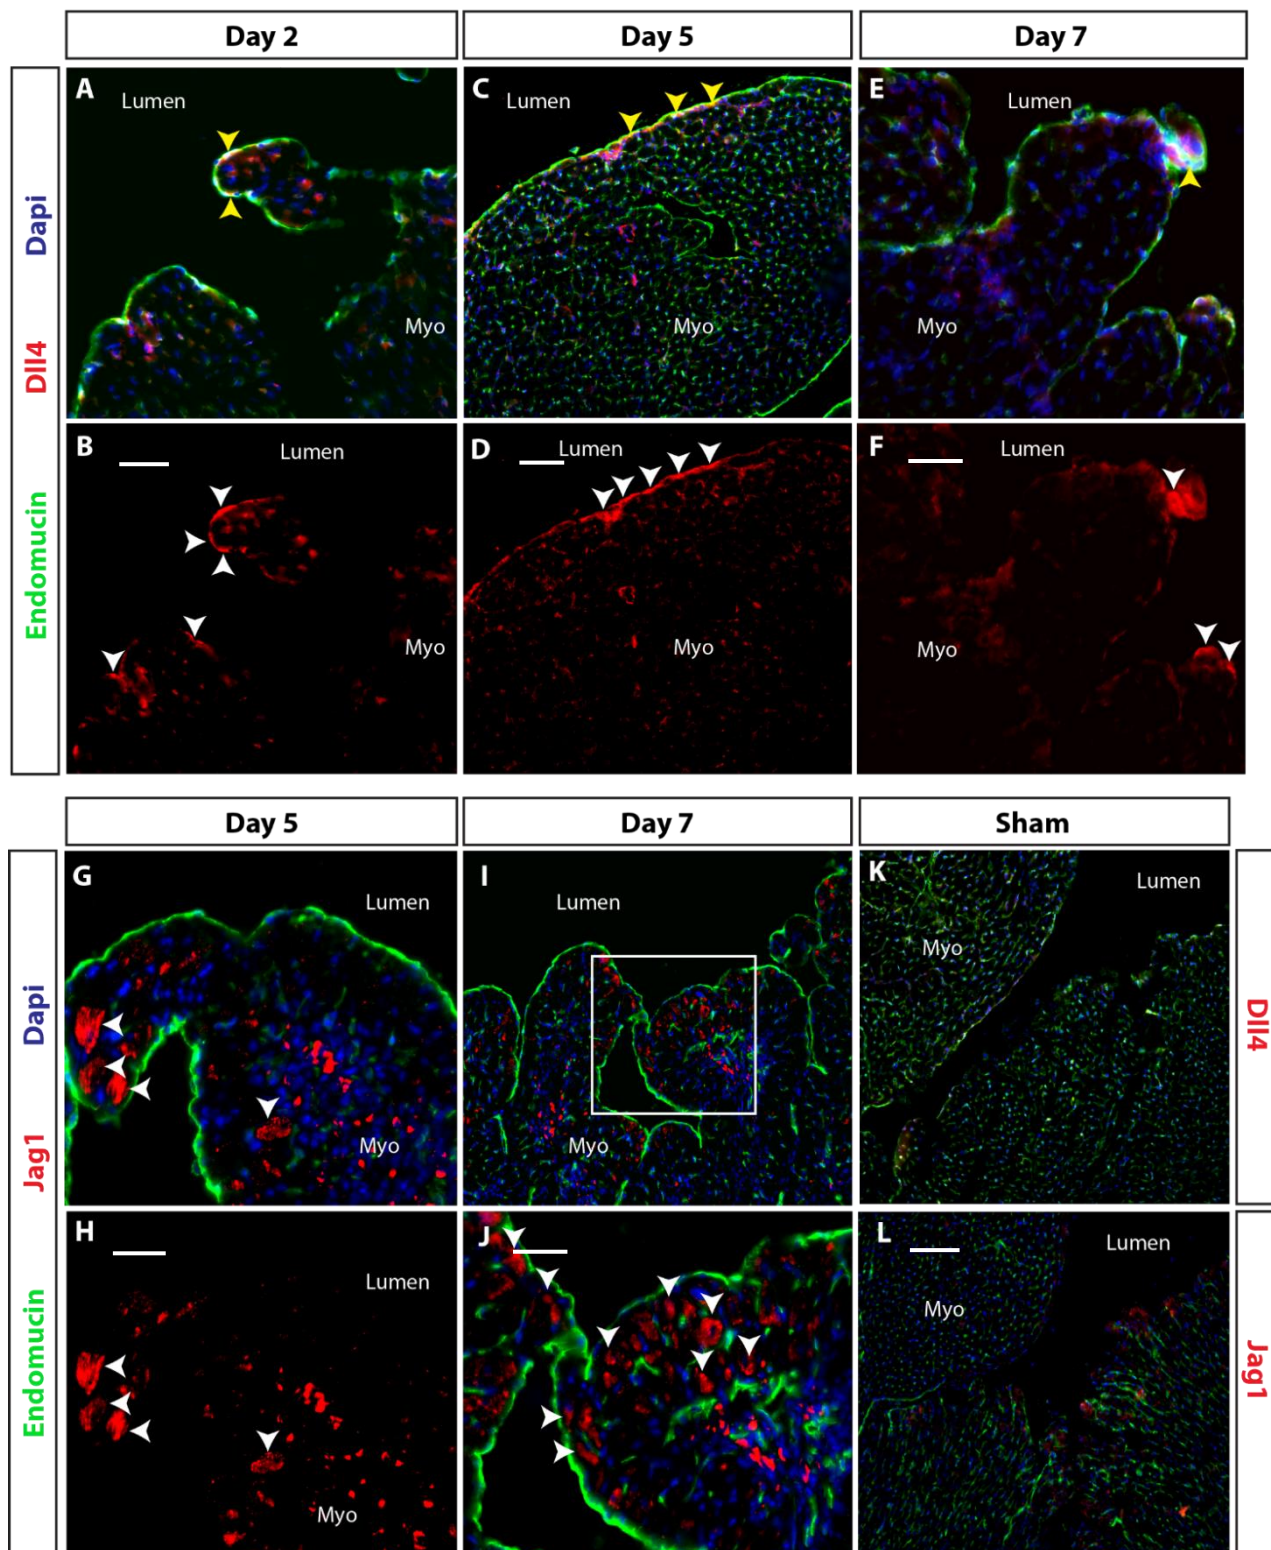 Day 2
Day 5
Day 7
Endomucin Dll4 Dapi
A
Lumen
Myo
C
Lumen
Myo
E
Lumen
Myo
B
Lumen
Myo
D
Lumen
Myo
F
Lumen
Myo
Day 5
Day 7
Sham
Endomucin Jag1 Dapi
G
Lumen
Myo
I
Lumen
Myo
K
Lumen
Myo
Dll4
H
Lumen
Myo
J
L
Lumen
Myo
Jag1